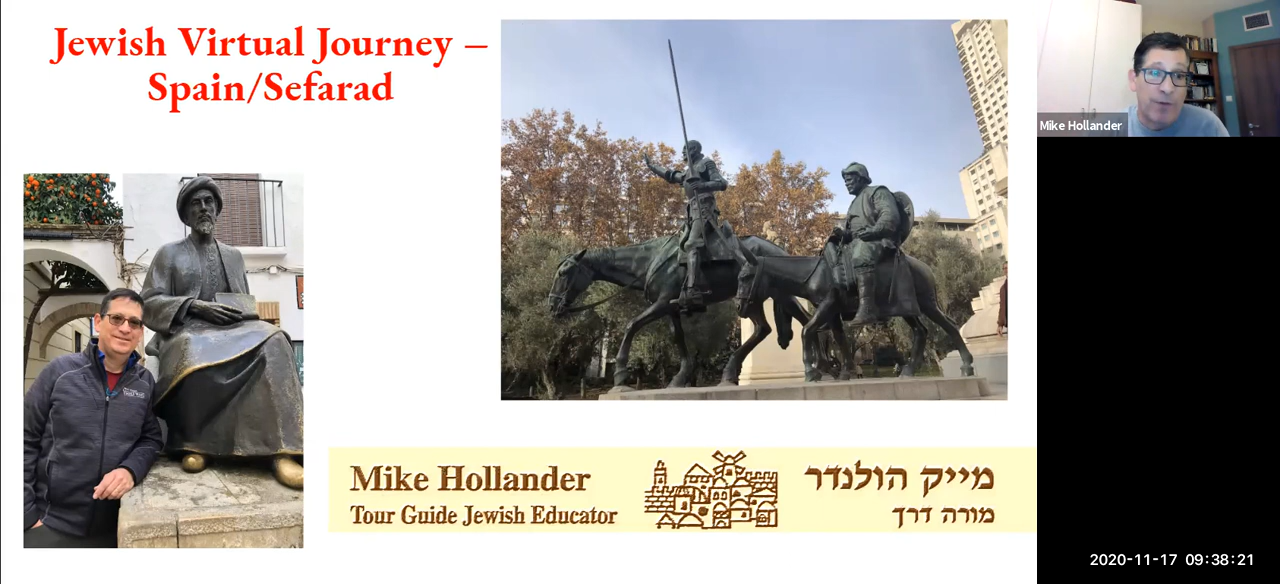 Jewish Virtual Journey –
Spain/Sefarad
Mike Hollander
Mike Hollander
Tour Guide Jewish Educator
מייק הולנדר
מורה דרך
2020-11-17 09:38:21